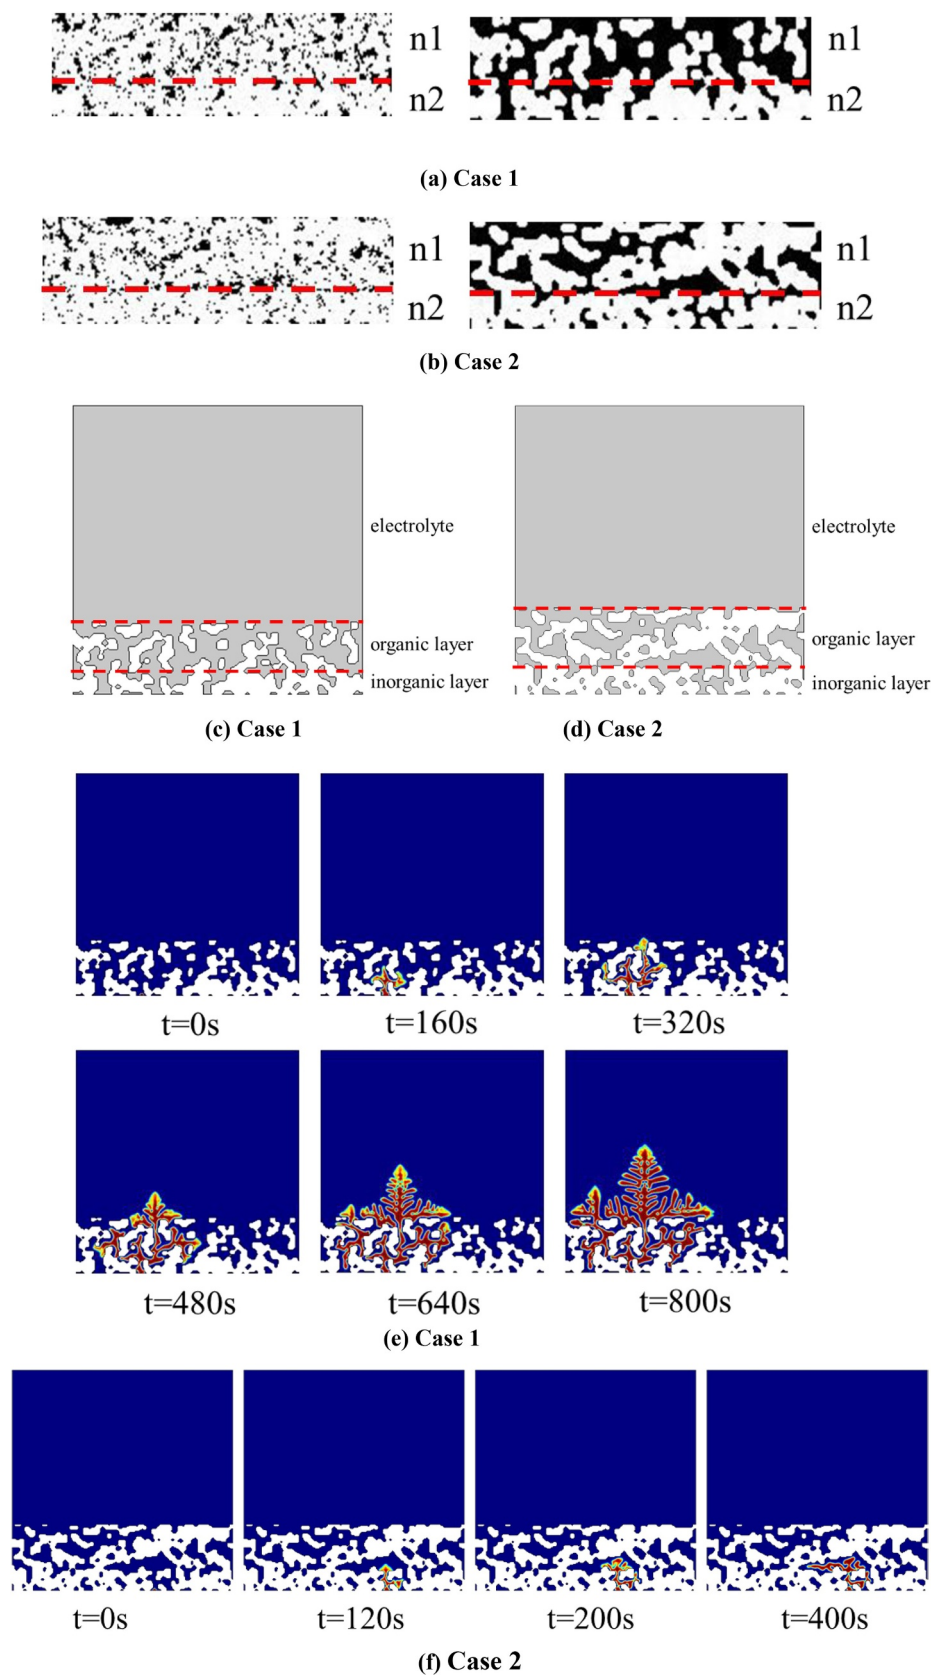 n1 n1
n2 n2
(a) Case 1
n1 n1
n2 n2
(b) Case 2
electrolyte electrolyte
organic layer organic layer
inorganic layer inorganic layer
(c) Case 1 (d) Case 2
t=0s t=160s t=320s
t=480s t=640s t=800s
(e) Case 1
t=0s t=120s t=200s t=400s
(f) Case 2